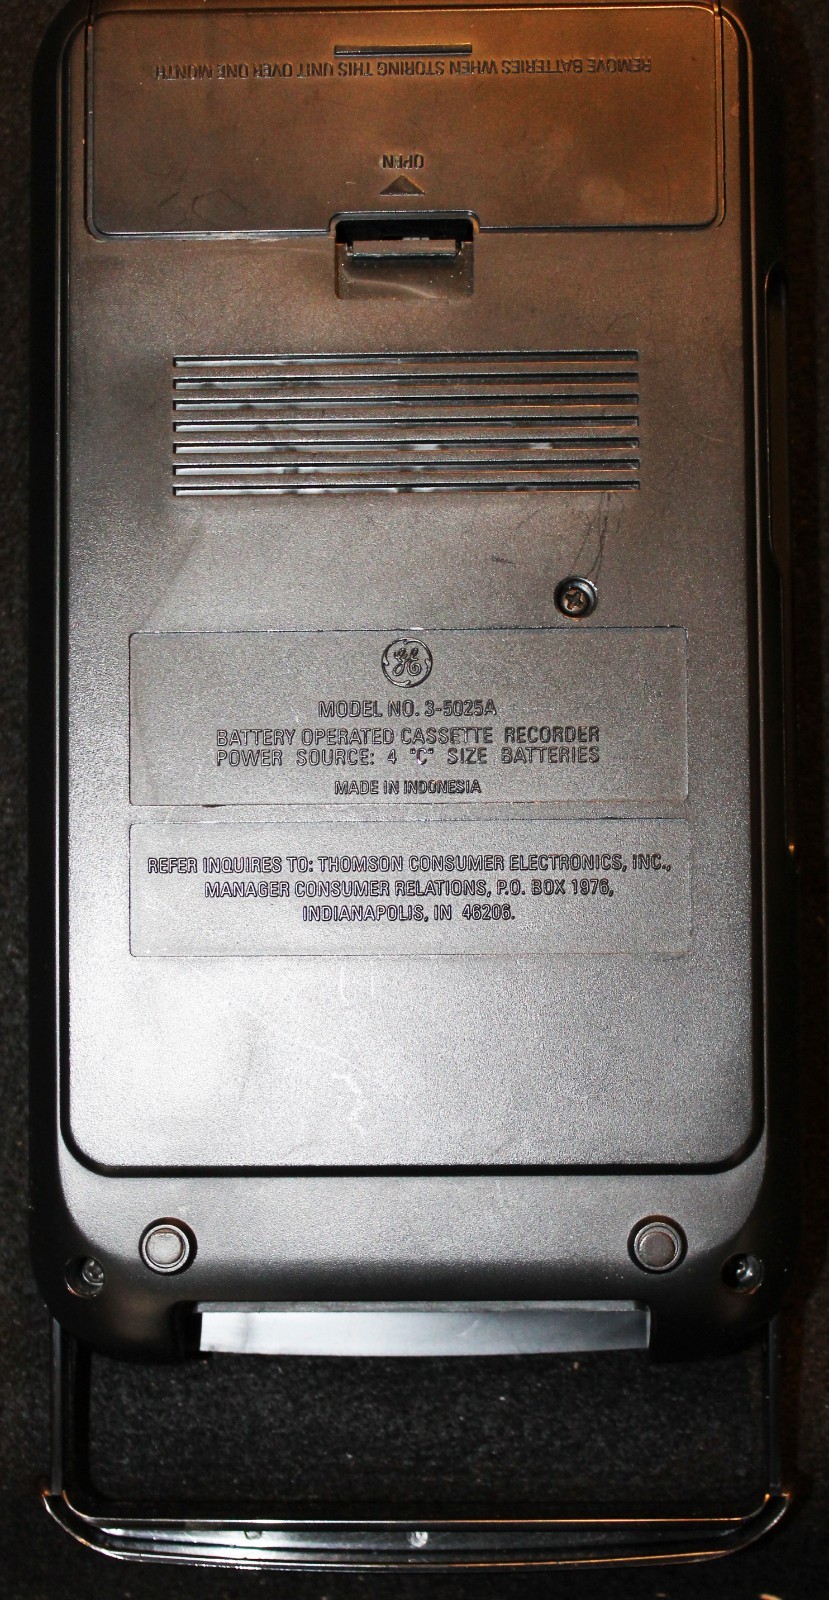 REMOVE BATTERIES WHEN STORING THIS UNIT OVER ONE MONTH
OPEN
GE
MODEL NO. 3-5025A
BATTERY OPERATED CASSETTE RECORDER
POWER SOURCE: 4 "C" SIZE BATTERIES
MADE IN INDONESIA
REFER INQUIRES TO: THOMSON CONSUMER ELECTRONICS, INC.,
MANAGER CONSUMER RELATIONS, P.O. BOX 1976,
INDIANAPOLIS, IN 46206.